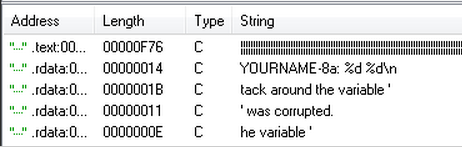 Address Length Type String
"..." .text:00... 00000F76 C
"..." .rdata:0... 00000014 C YOURNAME-8a: %d %d\n
"..." .rdata:0... 0000001B C tack around the variable '
"..." .rdata:0... 00000011 C ' was corrupted.
"..." .rdata:0... 0000000E C he variable '